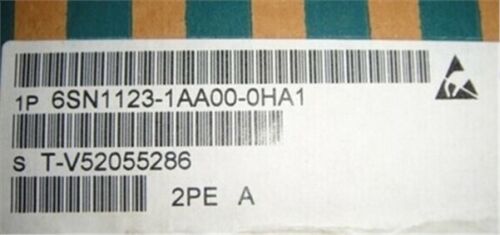 1P 6SN1123-1AA00-0HA1
S T-V52055286
2PE A